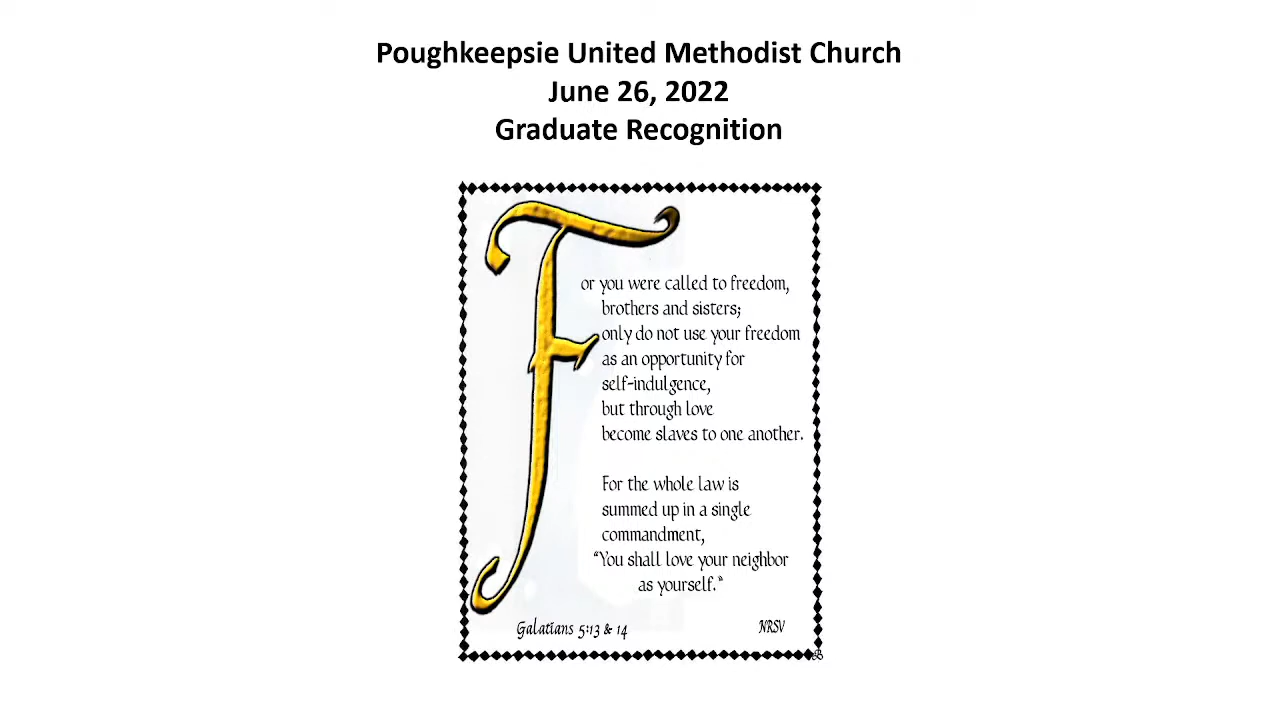 Poughkeepsie United Methodist Church
June 26, 2022
Graduate Recognition
For you were called to freedom,
brothers and sisters;
only do not use your freedom
as an opportunity for
self-indulgence,
but through love
become slaves to one another.
For the whole law is
summed up in a single
commandment,
“You shall love your neighbor
as yourself.”
Galatians 5:13 & 14 NRSV